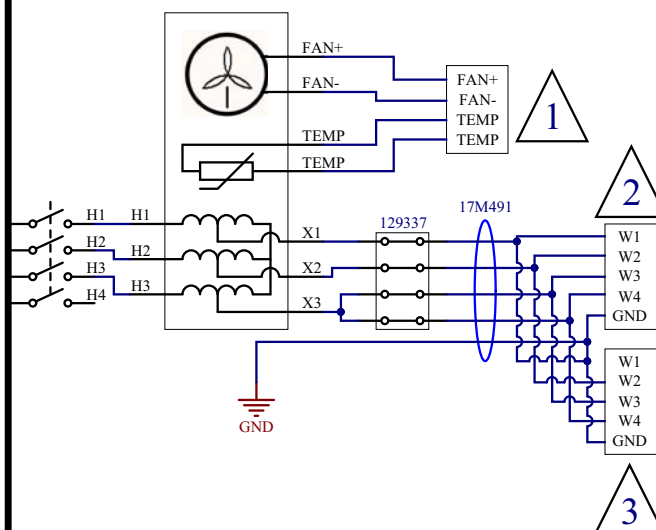 FAN+
FAN-
TEMP
TEMP
FAN+
FAN-
TEMP
TEMP
1
H1 H1
H2 H2
H3 H3
H4
X1
X2
X3
129337
17M491
2
W1
W2
W3
W4
GND
W1
W2
W3
W4
GND
GND
3